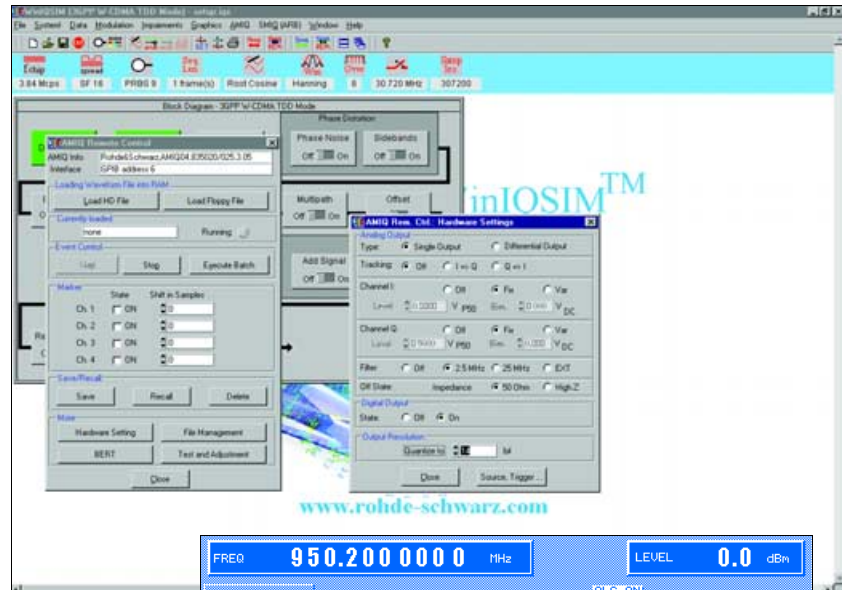 WinIQSIM [3GPP W-CDMA TDD Mode] - setup.iqs
File System Data Modulation Impairments Graphics AMIQ SMIQ (ARB) Window Help
3.84 Mcps SF 16 PRBS 9 1 frame(s) Root Cosine Hanning 8 30.720 MHz 307200
Block Diagram - 3GPP W-CDMA TDD Mode
Phase Distortion
Phase Noise Sidebands
Off On Off On
Multipath Offset
Off On
Add Signal
Off On
WinIQSIM TM
AMIQ Remote Control
AMIQ Info: Rohde&Schwarz,AMIQ04,835020/025,3.05
Interface GPIB address 6
Loading Waveform File into RAM
Load HD File Load Floppy File
Currently loaded
none Running
Event Control
Stop Execute Batch
Marker
State Shift in Samples
Ch. 1 ON 0
Ch. 2 ON 0
Ch. 3 ON 0
Ch. 4 ON 0
Save/Recall
Save Recall Delete
More
Hardware Setting File Management
BERT Test and Adjustment
Close
AMIQ Rem. Ctrl.: Hardware Settings
Analog Output
Type: Single Output Differential Output
Tracking: Off I => Q Q => I
Channel I: Off Fix Var
Level V P50 V DC
Channel Q: Off Fix Var
Level V P50 V DC
Filter: Off 2.5 MHz 25 MHz EXT
Off State: Impedance 50 Ohm High Z
Digital Output
State: Off On
Output Resolution
Quantize to 14 bit
Close Source, Trigger ...
www.rohde-schwarz.com
FREQ 950.200 000 0 MHz LEVEL 0.0 dBm